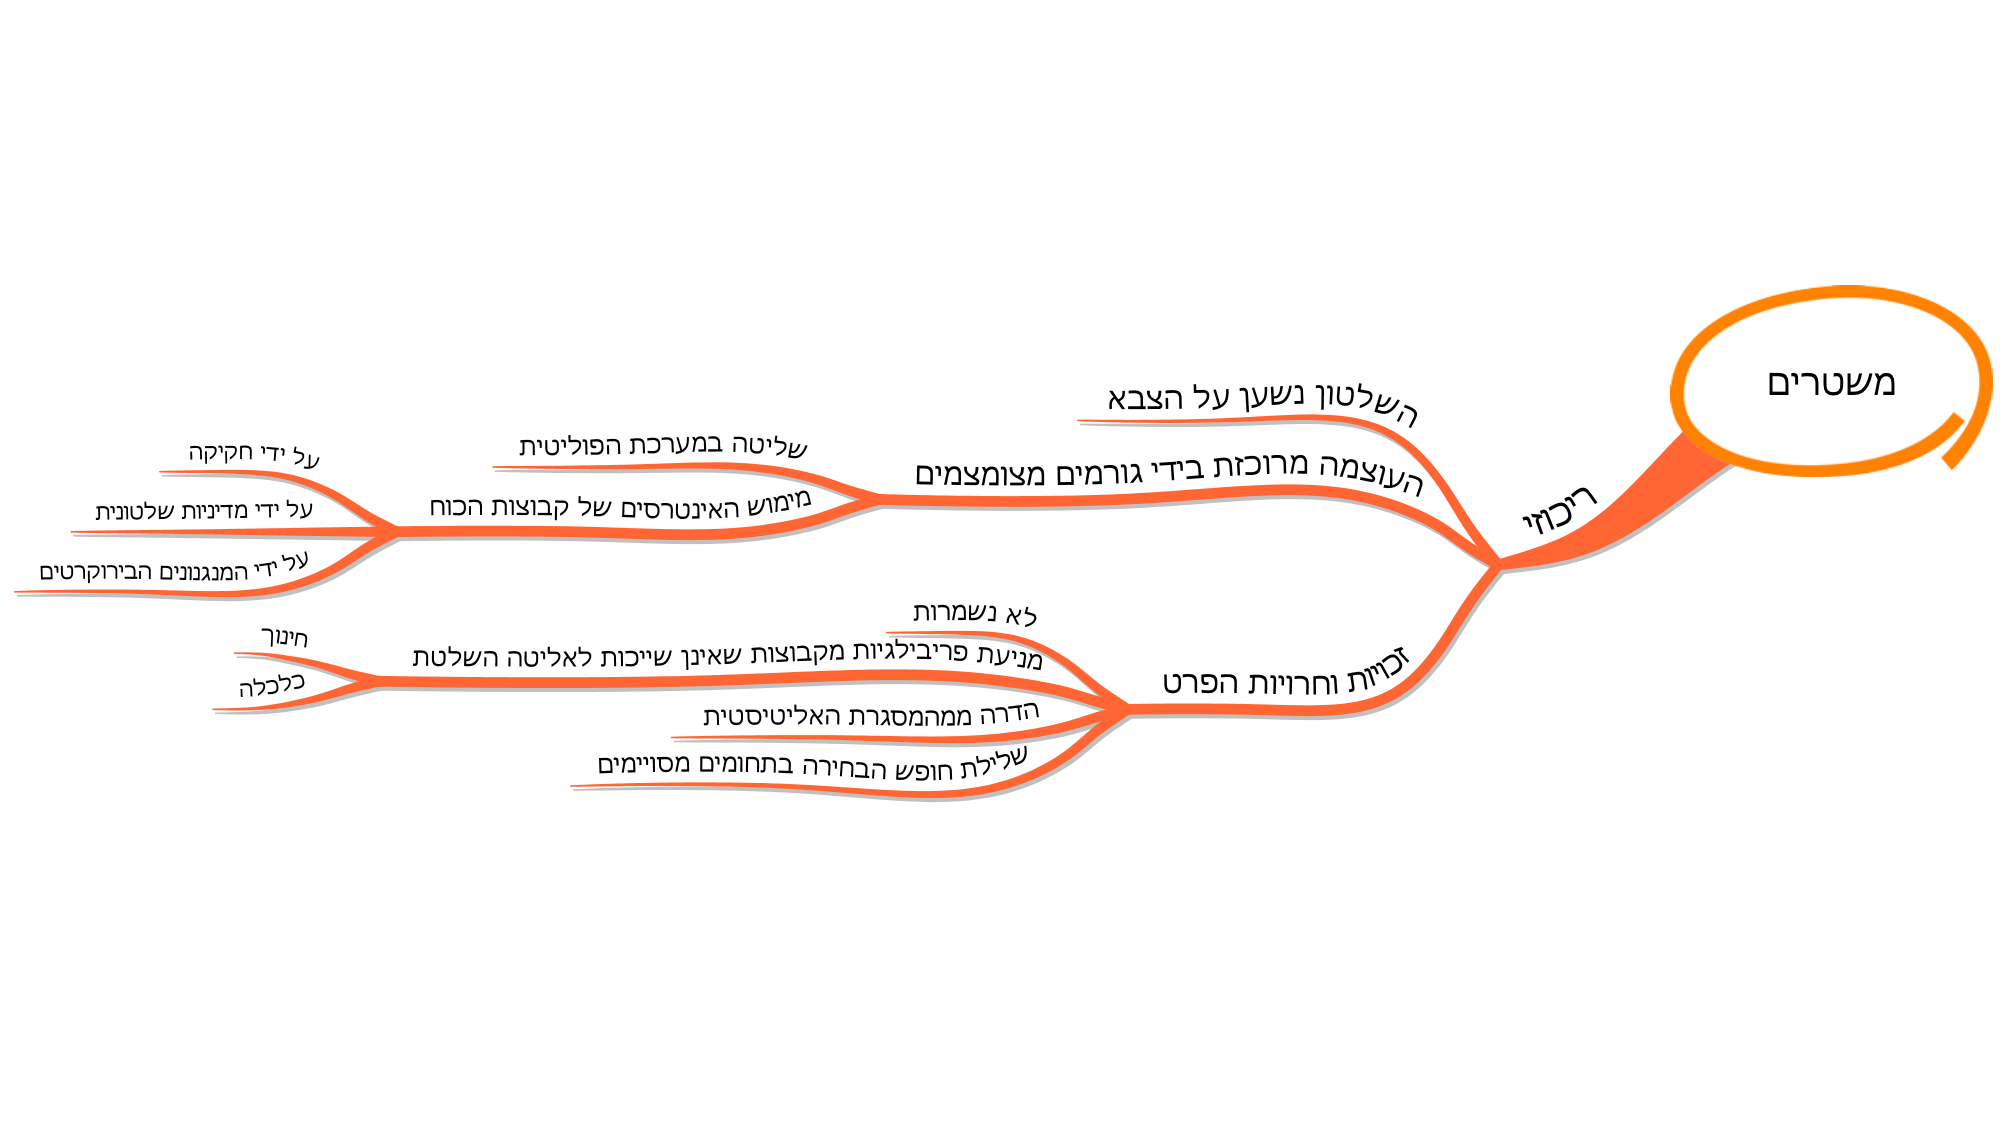 משטרים
ריכוזי
השלטון נשען על הצבא
העוצמה מרוכזת בידי גורמים מצומצמים
שליטה במערכת הפוליטית
מימוש האינטרסים של קבוצות הכוח
על ידי חקיקה
על ידי מדיניות שלטונית
על ידי המנגנונים הבירוקרטים
זכויות וחרויות הפרט
לא נשמרות
מניעת פריבילגיות מקבוצות שאינן שייכות לאליטה השלטת
חינוך
כלכלה
הדרה ממהמסגרת האליטיסטית
שלילת חופש הבחירה בתחומים מסויימים